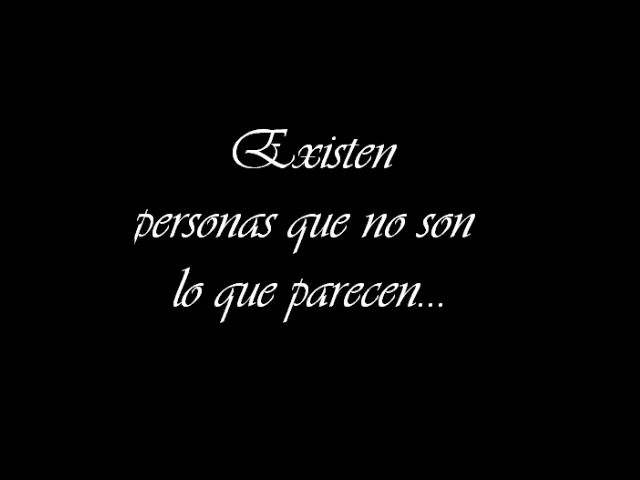 Existen
personas que no son
lo que parecen...